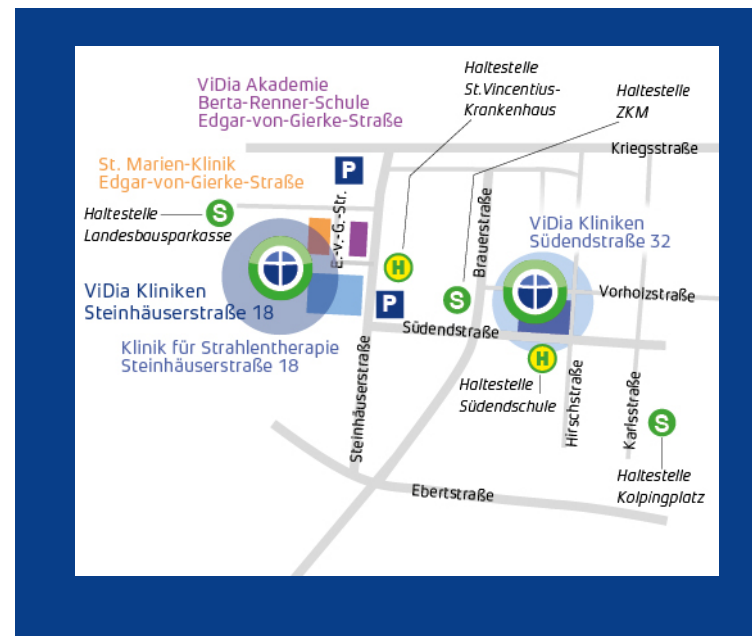 Haltestelle
St.Vincentius-
Krankenhaus
ViDia Akademie
Berta-Renner-Schule
Edgar-von-Gierke-Straße
Haltestelle
ZKM
Kriegsstraße
St. Marien-Klinik
Edgar-von-Gierke-Straße
P
Haltestelle
Landesbausparkasse
S
E.-v.-G.-Str.
Brauerstraße
ViDia Kliniken
Südendstraße 32
H
ViDia Kliniken
Steinhäuserstraße 18
P
S
Vorholzstraße
Südendstraße
Klinik für Strahlentherapie
Steinhäuserstraße 18
Steinhäuserstraße
H
Haltestelle
Südendschule
Hirschstraße
Karlsstraße
S
Haltestelle
Kolpingplatz
Ebertstraße